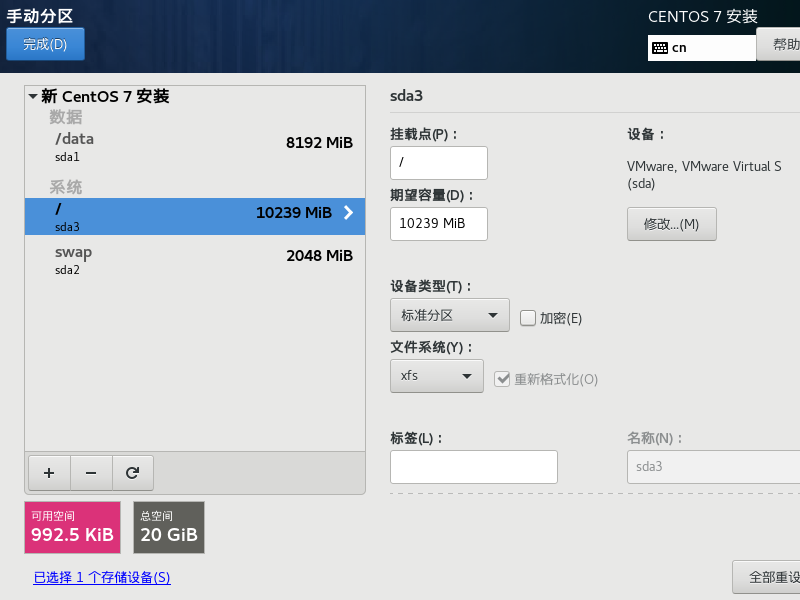 手动分区
CENTOS 7 安装
完成(D)
cn
帮助
新 CentOS 7 安装
数据
/data
8192 MiB
sda1
系统
/
10239 MiB
sda3
swap
2048 MiB
sda2
sda3
挂载点(P)：
/
期望容量(D)：
10239 MiB
设备：
VMware, VMware Virtual S
(sda)
修改...(M)
设备类型(T)：
标准分区
加密(E)
文件系统(Y)：
xfs
重新格式化(O)
标签(L)：
名称(N)：
sda3
+
−
可用空间
992.5 KiB
总空间
20 GiB
已选择 1 个存储设备(S)
全部重设